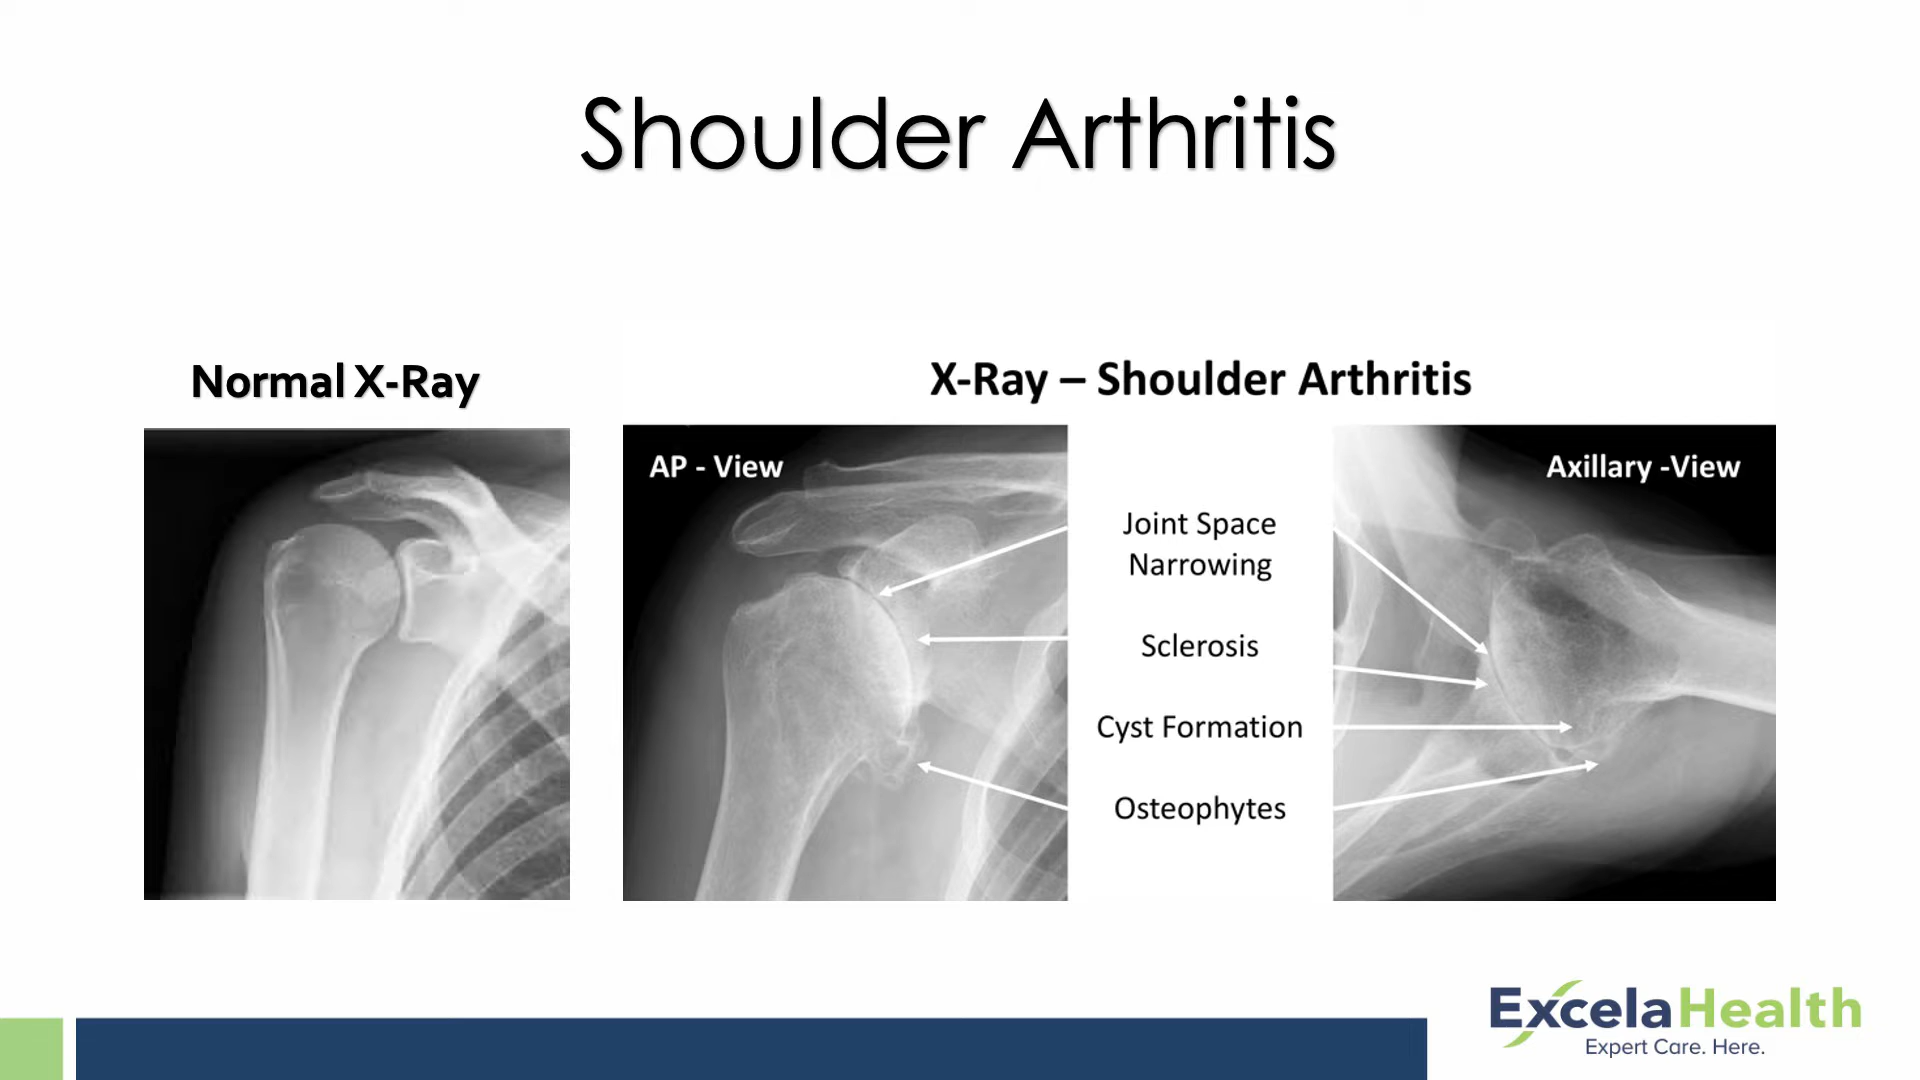 Shoulder Arthritis
Normal X-Ray
X-Ray – Shoulder Arthritis
AP - View
Axillary -View
Joint Space
Narrowing
Sclerosis
Cyst Formation
Osteophytes
ExcelaHealth
Expert Care. Here.